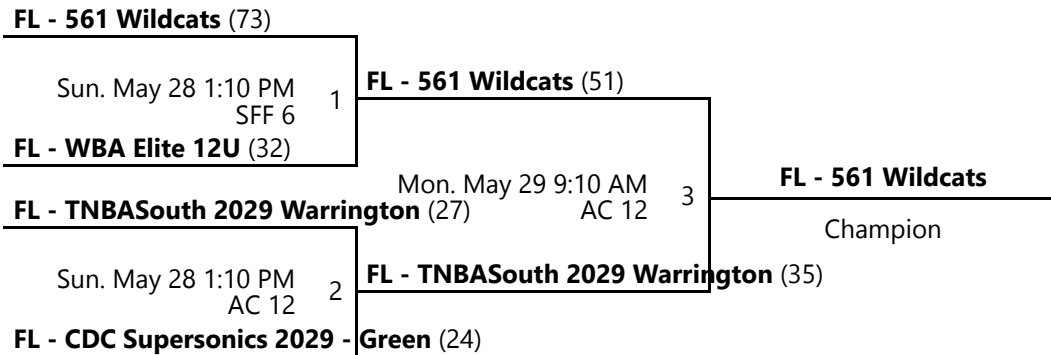 FL - 561 Wildcats (73)
Sun. May 28 1:10 PM
SFF 6
1
FL - WBA Elite 12U (32)
FL - 561 Wildcats (51)
FL - TNBASouth 2029 Warrington (27)
Sun. May 28 1:10 PM
AC 12
2
FL - CDC Supersonics 2029 - Green (24)
Mon. May 29 9:10 AM
AC 12
3
FL - TNBASouth 2029 Warrington (35)
FL - 561 Wildcats
Champion